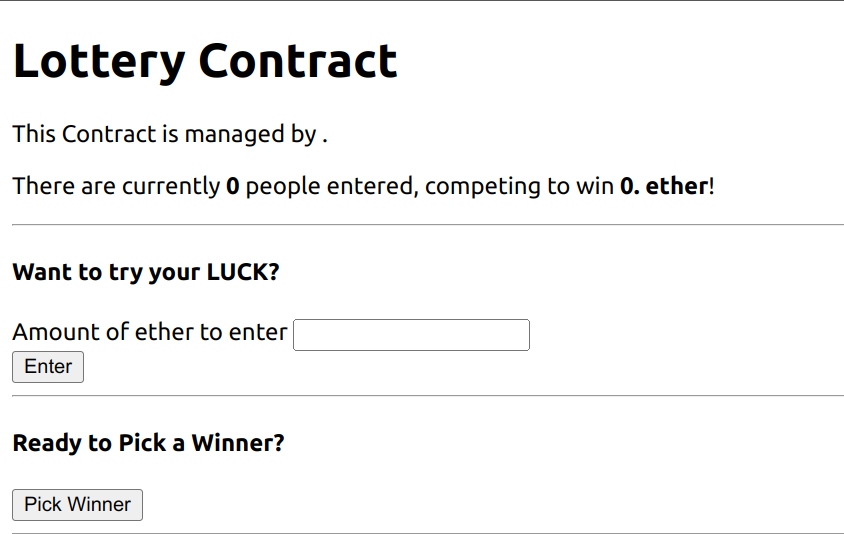 Lottery Contract
This Contract is managed by .
There are currently 0 people entered, competing to win 0. ether!
Want to try your LUCK?
Amount of ether to enter
Enter
Ready to Pick a Winner?
Pick Winner